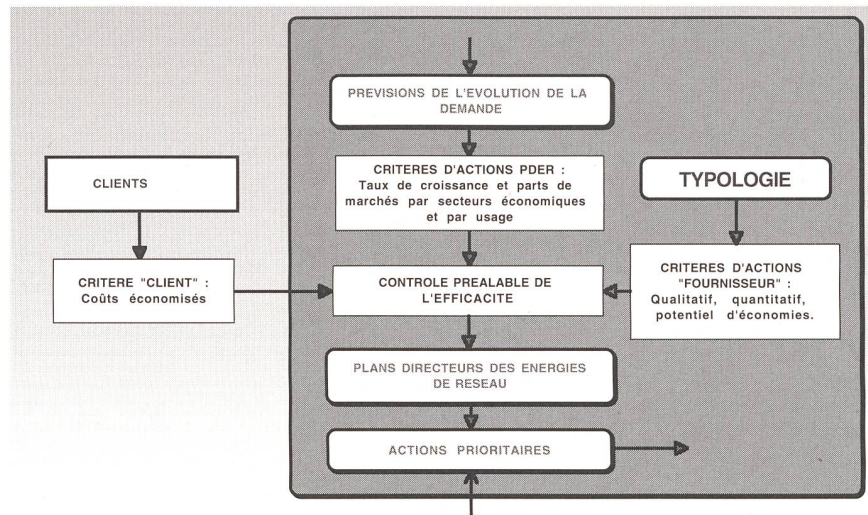 PREVISIONS DE L'EVOLUTION DE LA
DEMANDE
CRITERES D'ACTIONS PDER :
Taux de croissance et parts de
marchés par secteurs économiques
et par usage
CLIENTS
TYPOLOGIE
CRITERE "CLIENT" :
Coûts économisés
CONTROLE PREALABLE DE
L'EFFICACITE
CRITERES D'ACTIONS
"FOURNISSEUR" :
Qualitatif, quantitatif,
potentiel d'économies.
PLANS DIRECTEURS DES ENERGIES
DE RESEAU
ACTIONS PRIORITAIRES